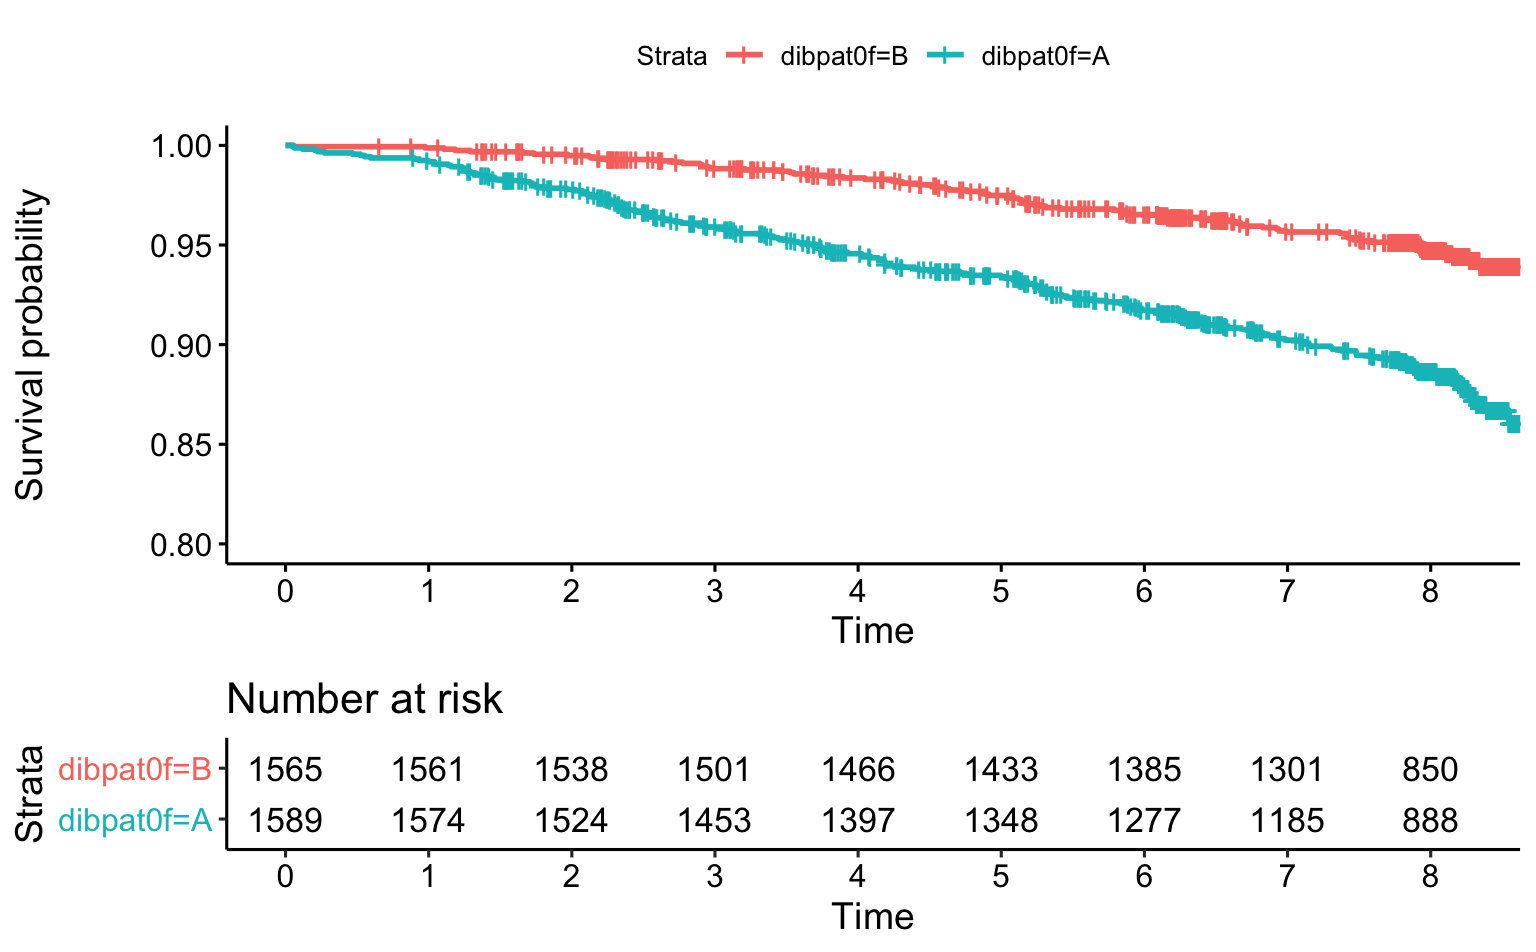 Strata dibpat0f=B dibpat0f=A
Survival probability
1.00
0.95
0.90
0.85
0.80
0 1 2 3 4 5 6 7 8
Time
Number at risk
Strata
dibpat0f=B 1565 1561 1538 1501 1466 1433 1385 1301 850
dibpat0f=A 1589 1574 1524 1453 1397 1348 1277 1185 888
0 1 2 3 4 5 6 7 8
Time